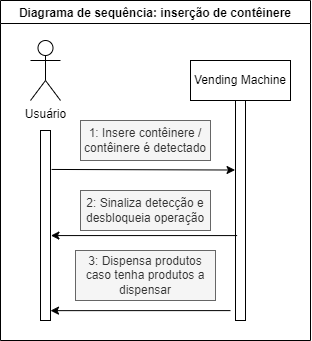 Diagrama de sequência: inserção de contêinere
Vending Machine
Usuário
1: Insere contêinere /
contêinere é detectado
2: Sinaliza detecção e
desbloqueia operação
3: Dispensa produtos
caso tenha produtos a
dispensar